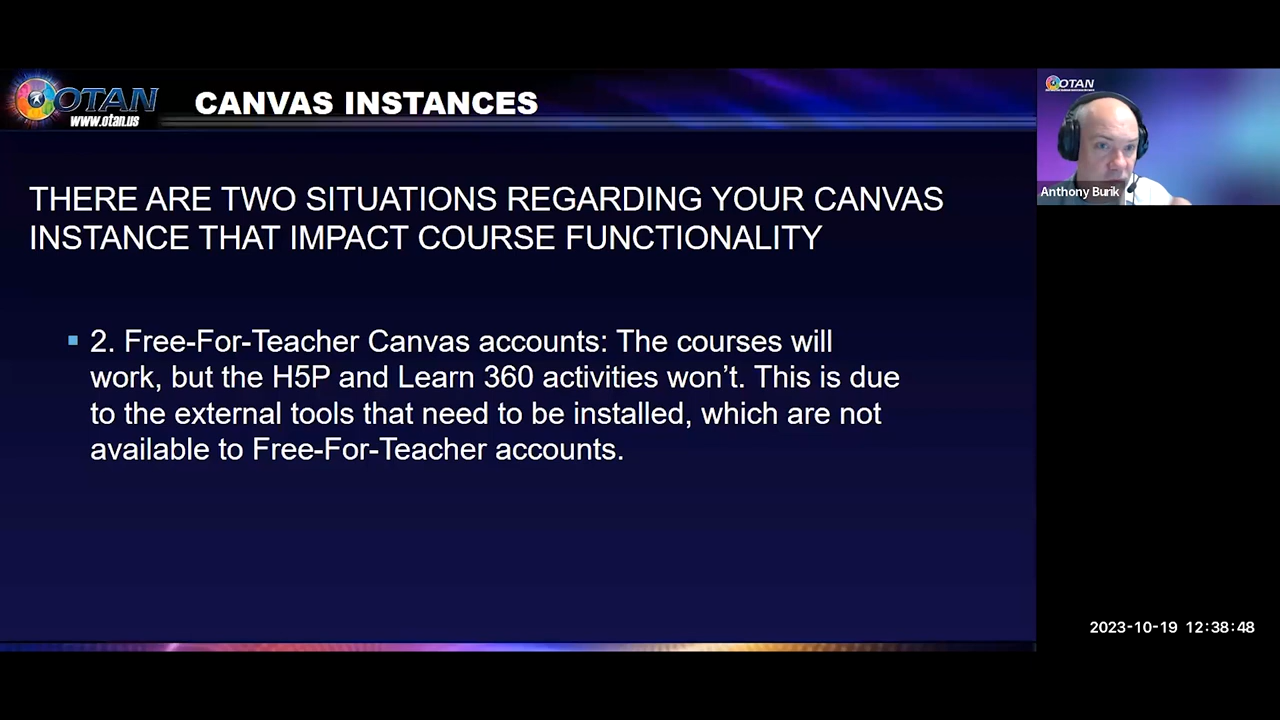 OTAN
www.otan.us
CANVAS INSTANCES
THERE ARE TWO SITUATIONS REGARDING YOUR CANVAS
INSTANCE THAT IMPACT COURSE FUNCTIONALITY
2. Free-For-Teacher Canvas accounts: The courses will
work, but the H5P and Learn 360 activities won’t. This is due
to the external tools that need to be installed, which are not
available to Free-For-Teacher accounts.
OTAN
Anthony Burik
2023-10-19 12:38:48